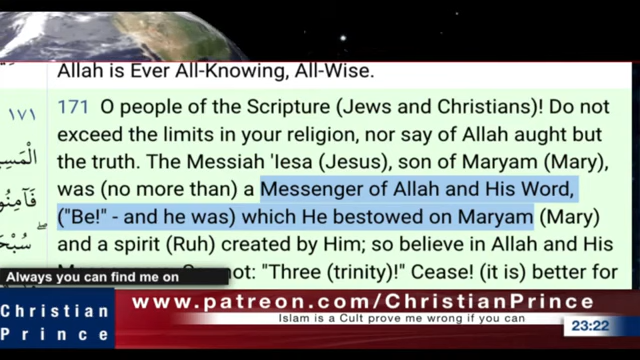 Allah is Ever All-Knowing, All-Wise.
١٧١
171 O people of the Scripture (Jews and Christians)! Do not
exceed the limits in your religion, nor say of Allah aught but
the truth. The Messiah 'Iesa (Jesus), son of Maryam (Mary),
was (no more than) a Messenger of Allah and His Word,
("Be!" - and he was) which He bestowed on Maryam (Mary)
and a spirit (Ruh) created by Him; so believe in Allah and His
not: "Three (trinity)!" Cease! (it is) better for
Always you can find me on
Christian
Prince
www.patreon.com/ChristianPrince
Islam is a Cult prove me wrong if you can
23:22